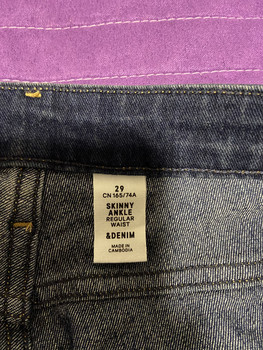 29
CN 165/74A
SKINNY
ANKLE
REGULAR
WAIST
&DENIM
MADE IN
CAMBODIA